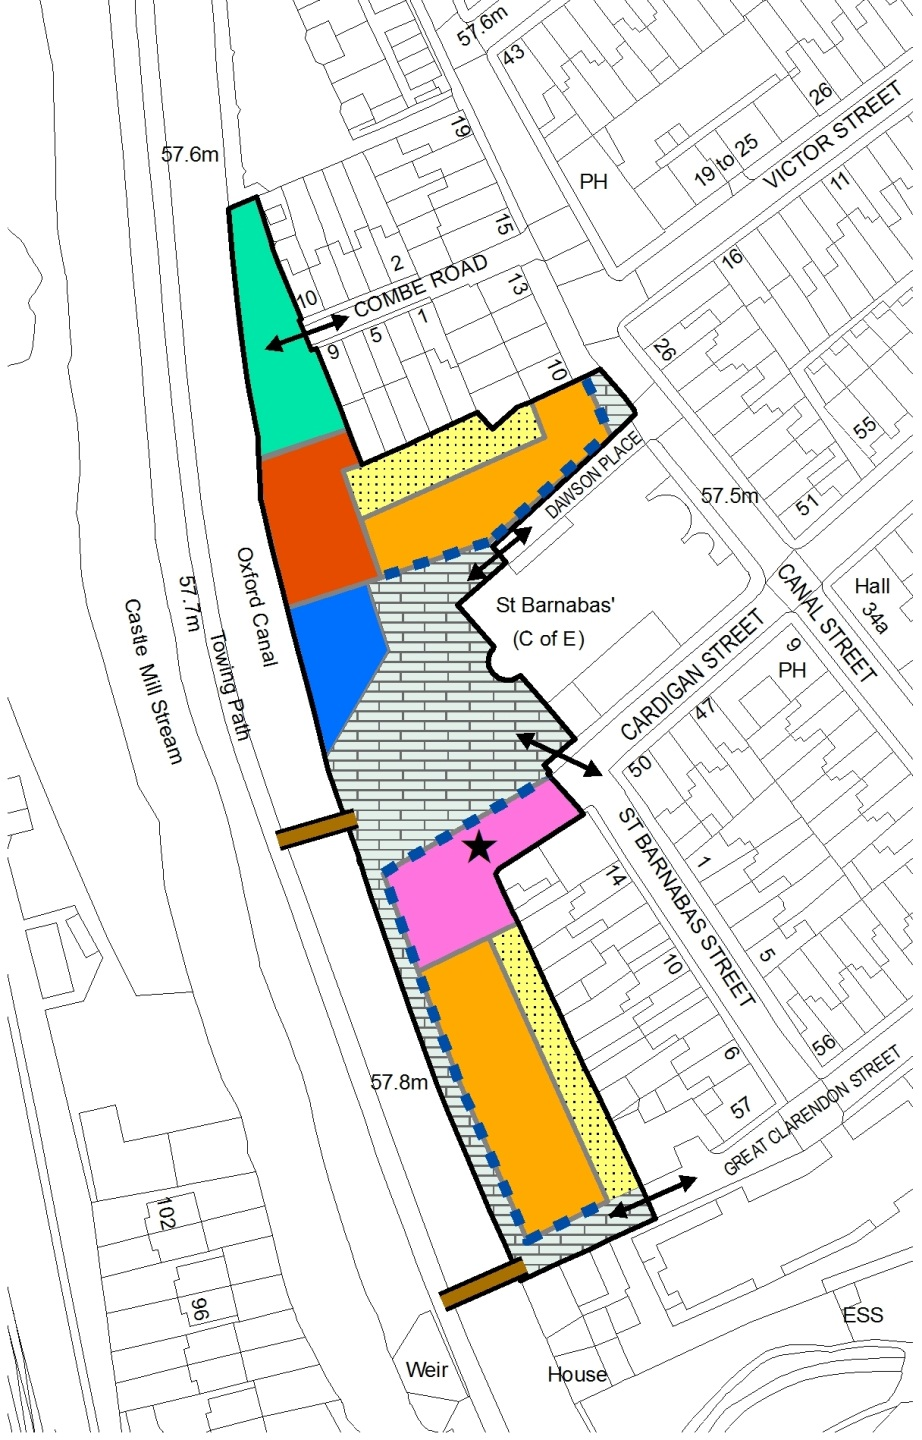 57.6m
43
26
VICTOR STREET
19
57.6m
19 to 25
PH
11
15
16
2
COMBE ROAD
13
10
1
5
9
26
10
55
DAWSON PLACE
57.5m
51
Oxford Canal
57.7m
Towing Path
Castle Mill Stream
St Barnabas'
(C of E)
CANAL STREET
Hall
34a
CARDIGAN STREET
9
PH
47
50
ST BARNABAS STREET
1
14
5
10
56
6
57.8m
57
GREAT CLARENDON STREET
102
96
ESS
Weir
House